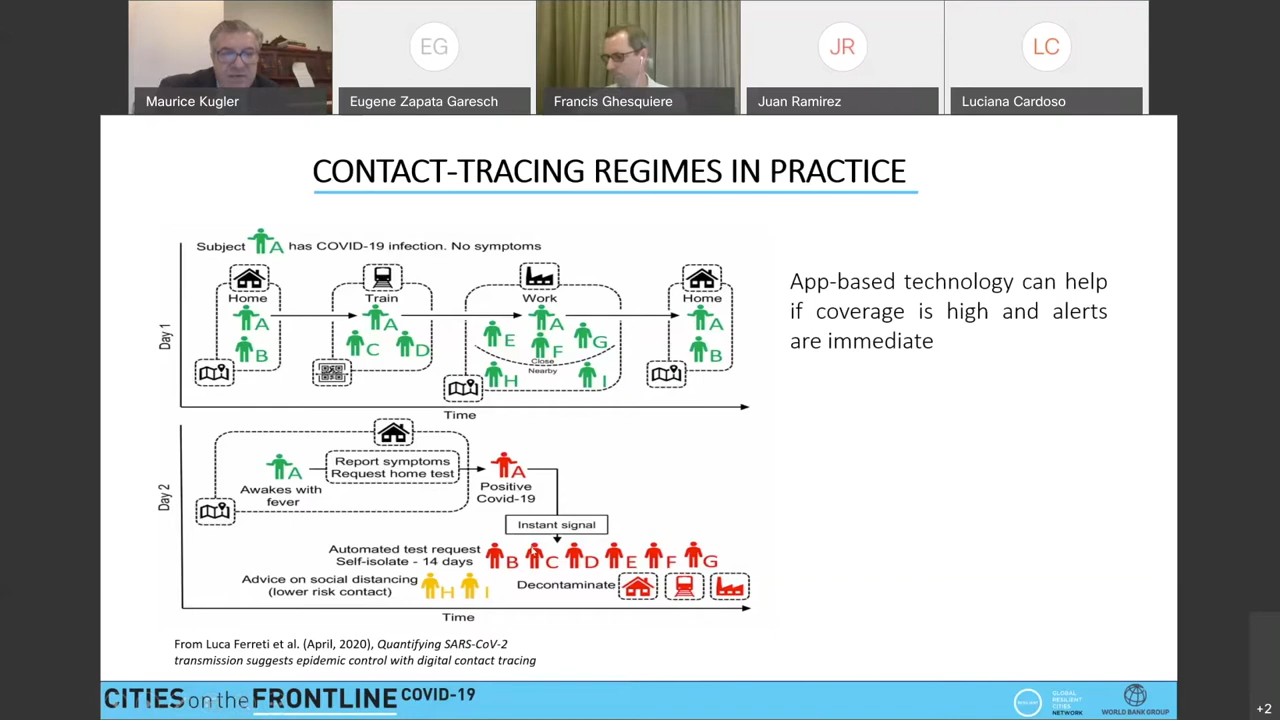 EG
JR
LC
Maurice Kugler
Eugene Zapata Garesch
Francis Ghesquiere
Juan Ramirez
Luciana Cardoso
CONTACT-TRACING REGIMES IN PRACTICE
Subject A has COVID-19 infection. No symptoms
Home
Train
Work
Home
A
A
A
A
B
C
D
E
F
G
B
Close
Nearby
H
I
Day 1
Time
App-based technology can help
if coverage is high and alerts
are immediate
A
Report symptoms
Request home test
A
Awakes with
fever
Positive
Covid-19
Day 2
Instant signal
Automated test request
Self-isolate - 14 days
B C D E F G
Advice on social distancing
(lower risk contact)
H I
Decontaminate
Time
From Luca Ferreti et al. (April, 2020), Quantifying SARS-CoV-2
transmission suggests epidemic control with digital contact tracing
CITIES on the FRONTLINE COVID-19
RESILIENT
GLOBAL
RESILIENT
CITIES
NETWORK
WORLD BANK GROUP
+2